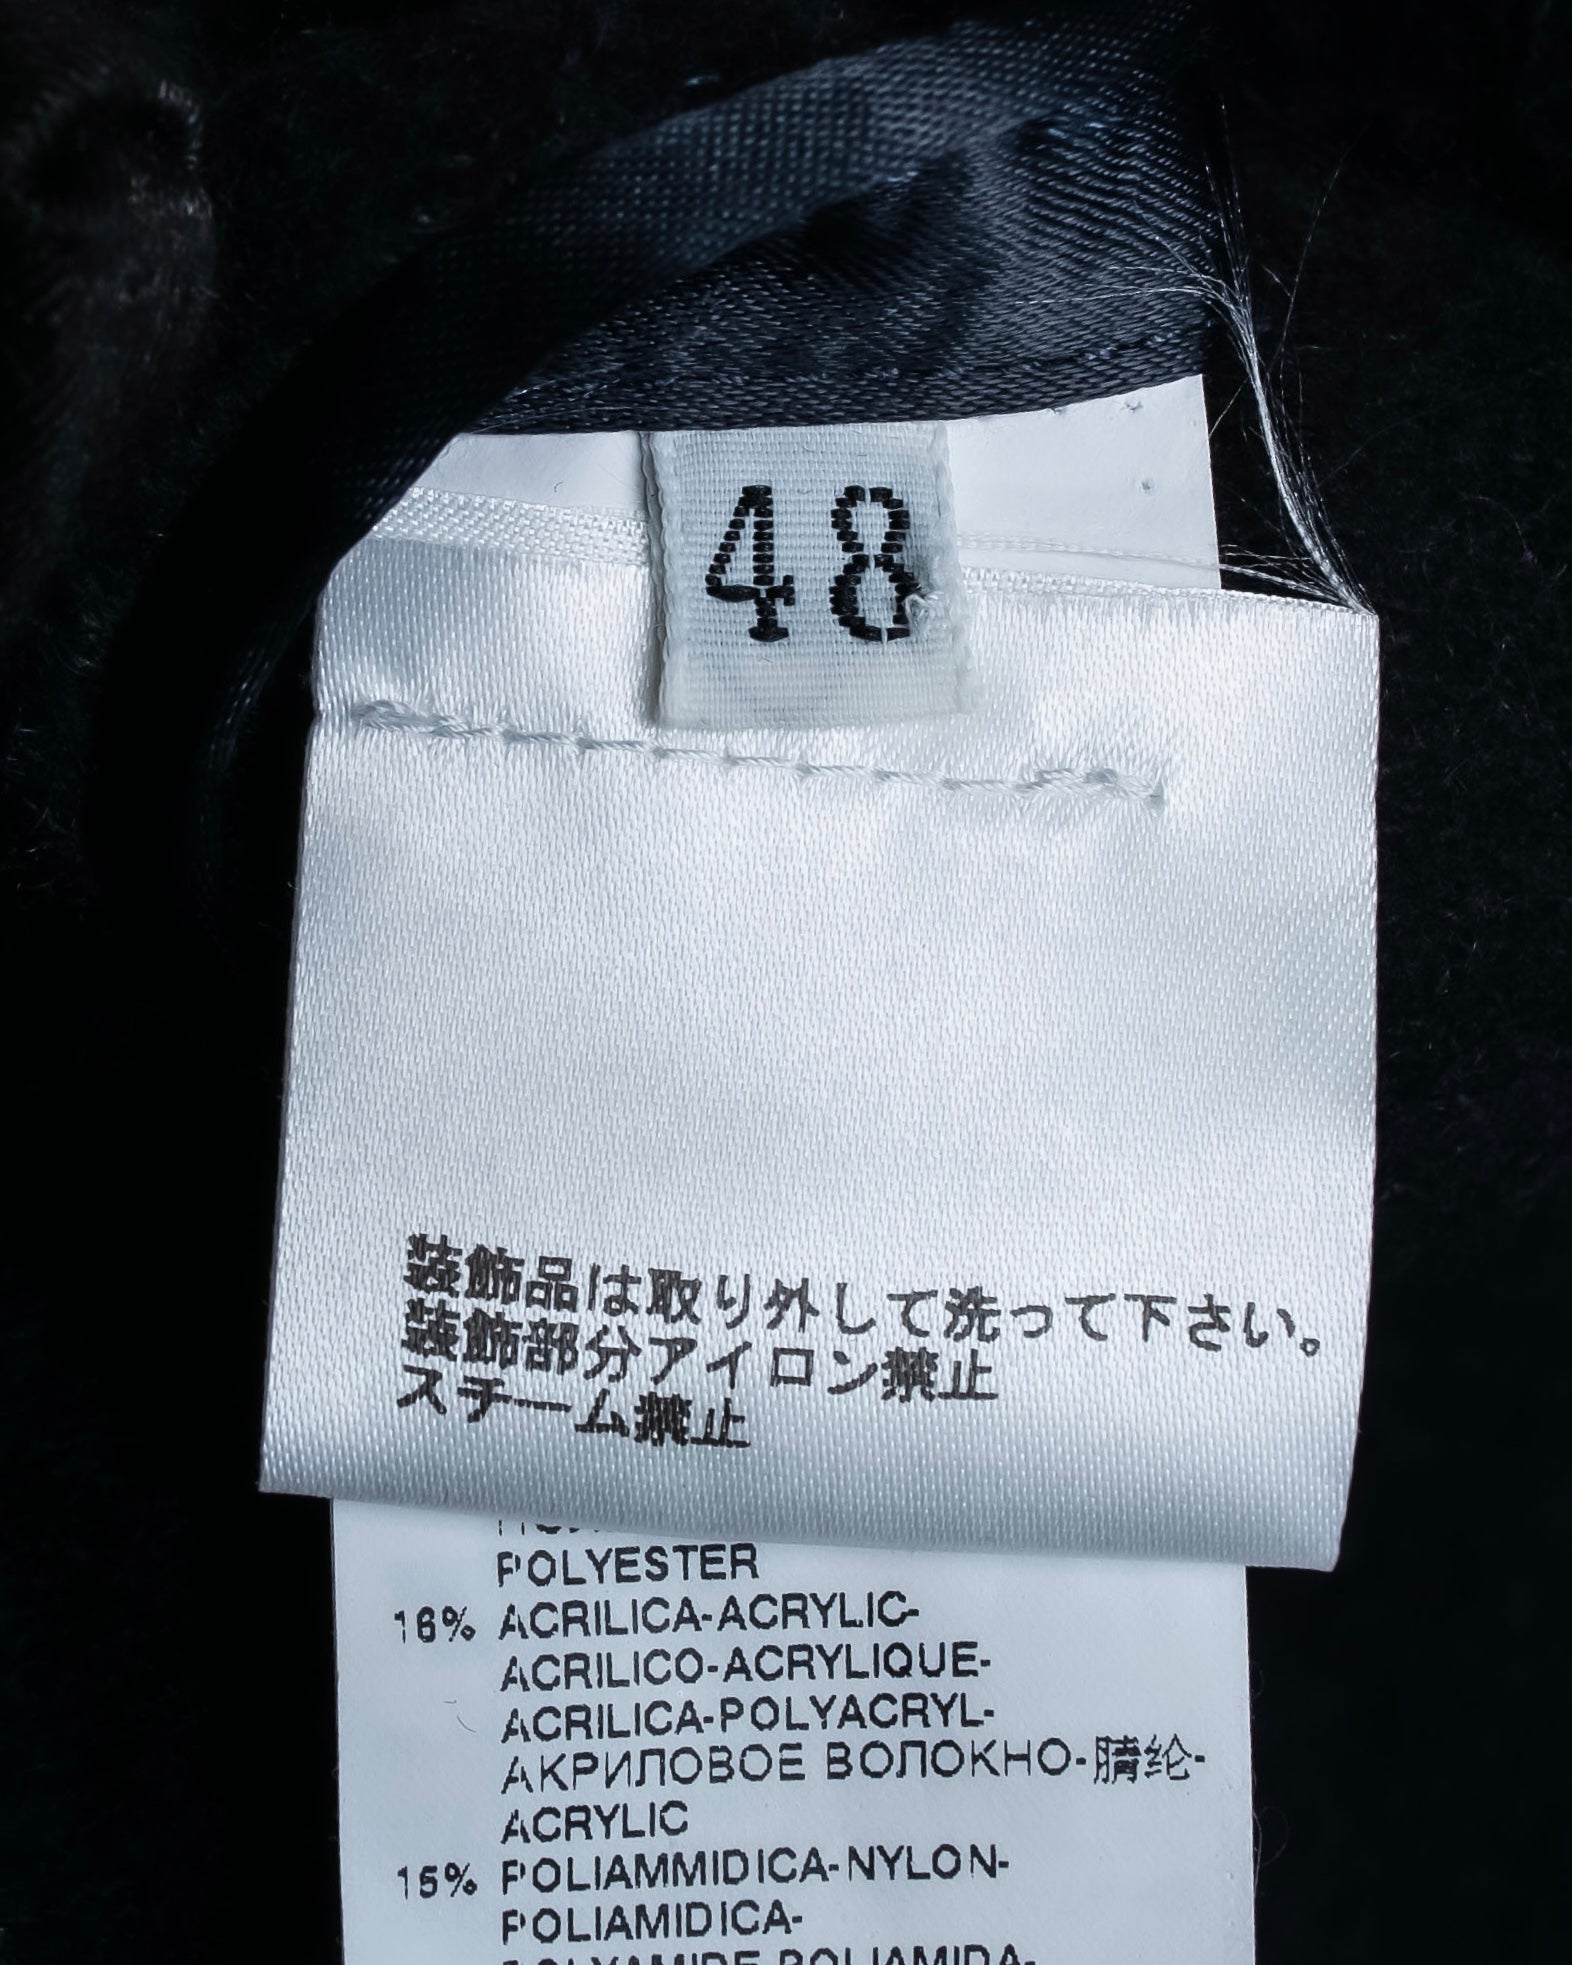 48
装飾品は取り外して洗って下さい。
装飾部分アイロン禁止
スチーム禁止
POLYESTER
16% ACRILICA-ACRYLIC-
ACRILICO-ACRYLIQUE-
ACRILICA-POLYACRYL-
АКРИЛОВОЕ ВОЛОКНО-腈纶-
ACRYLIC
15% POLIAMMIDICA-NYLON-
POLIAMIDICA-
POLYAMIDE-POLIAMIDA-